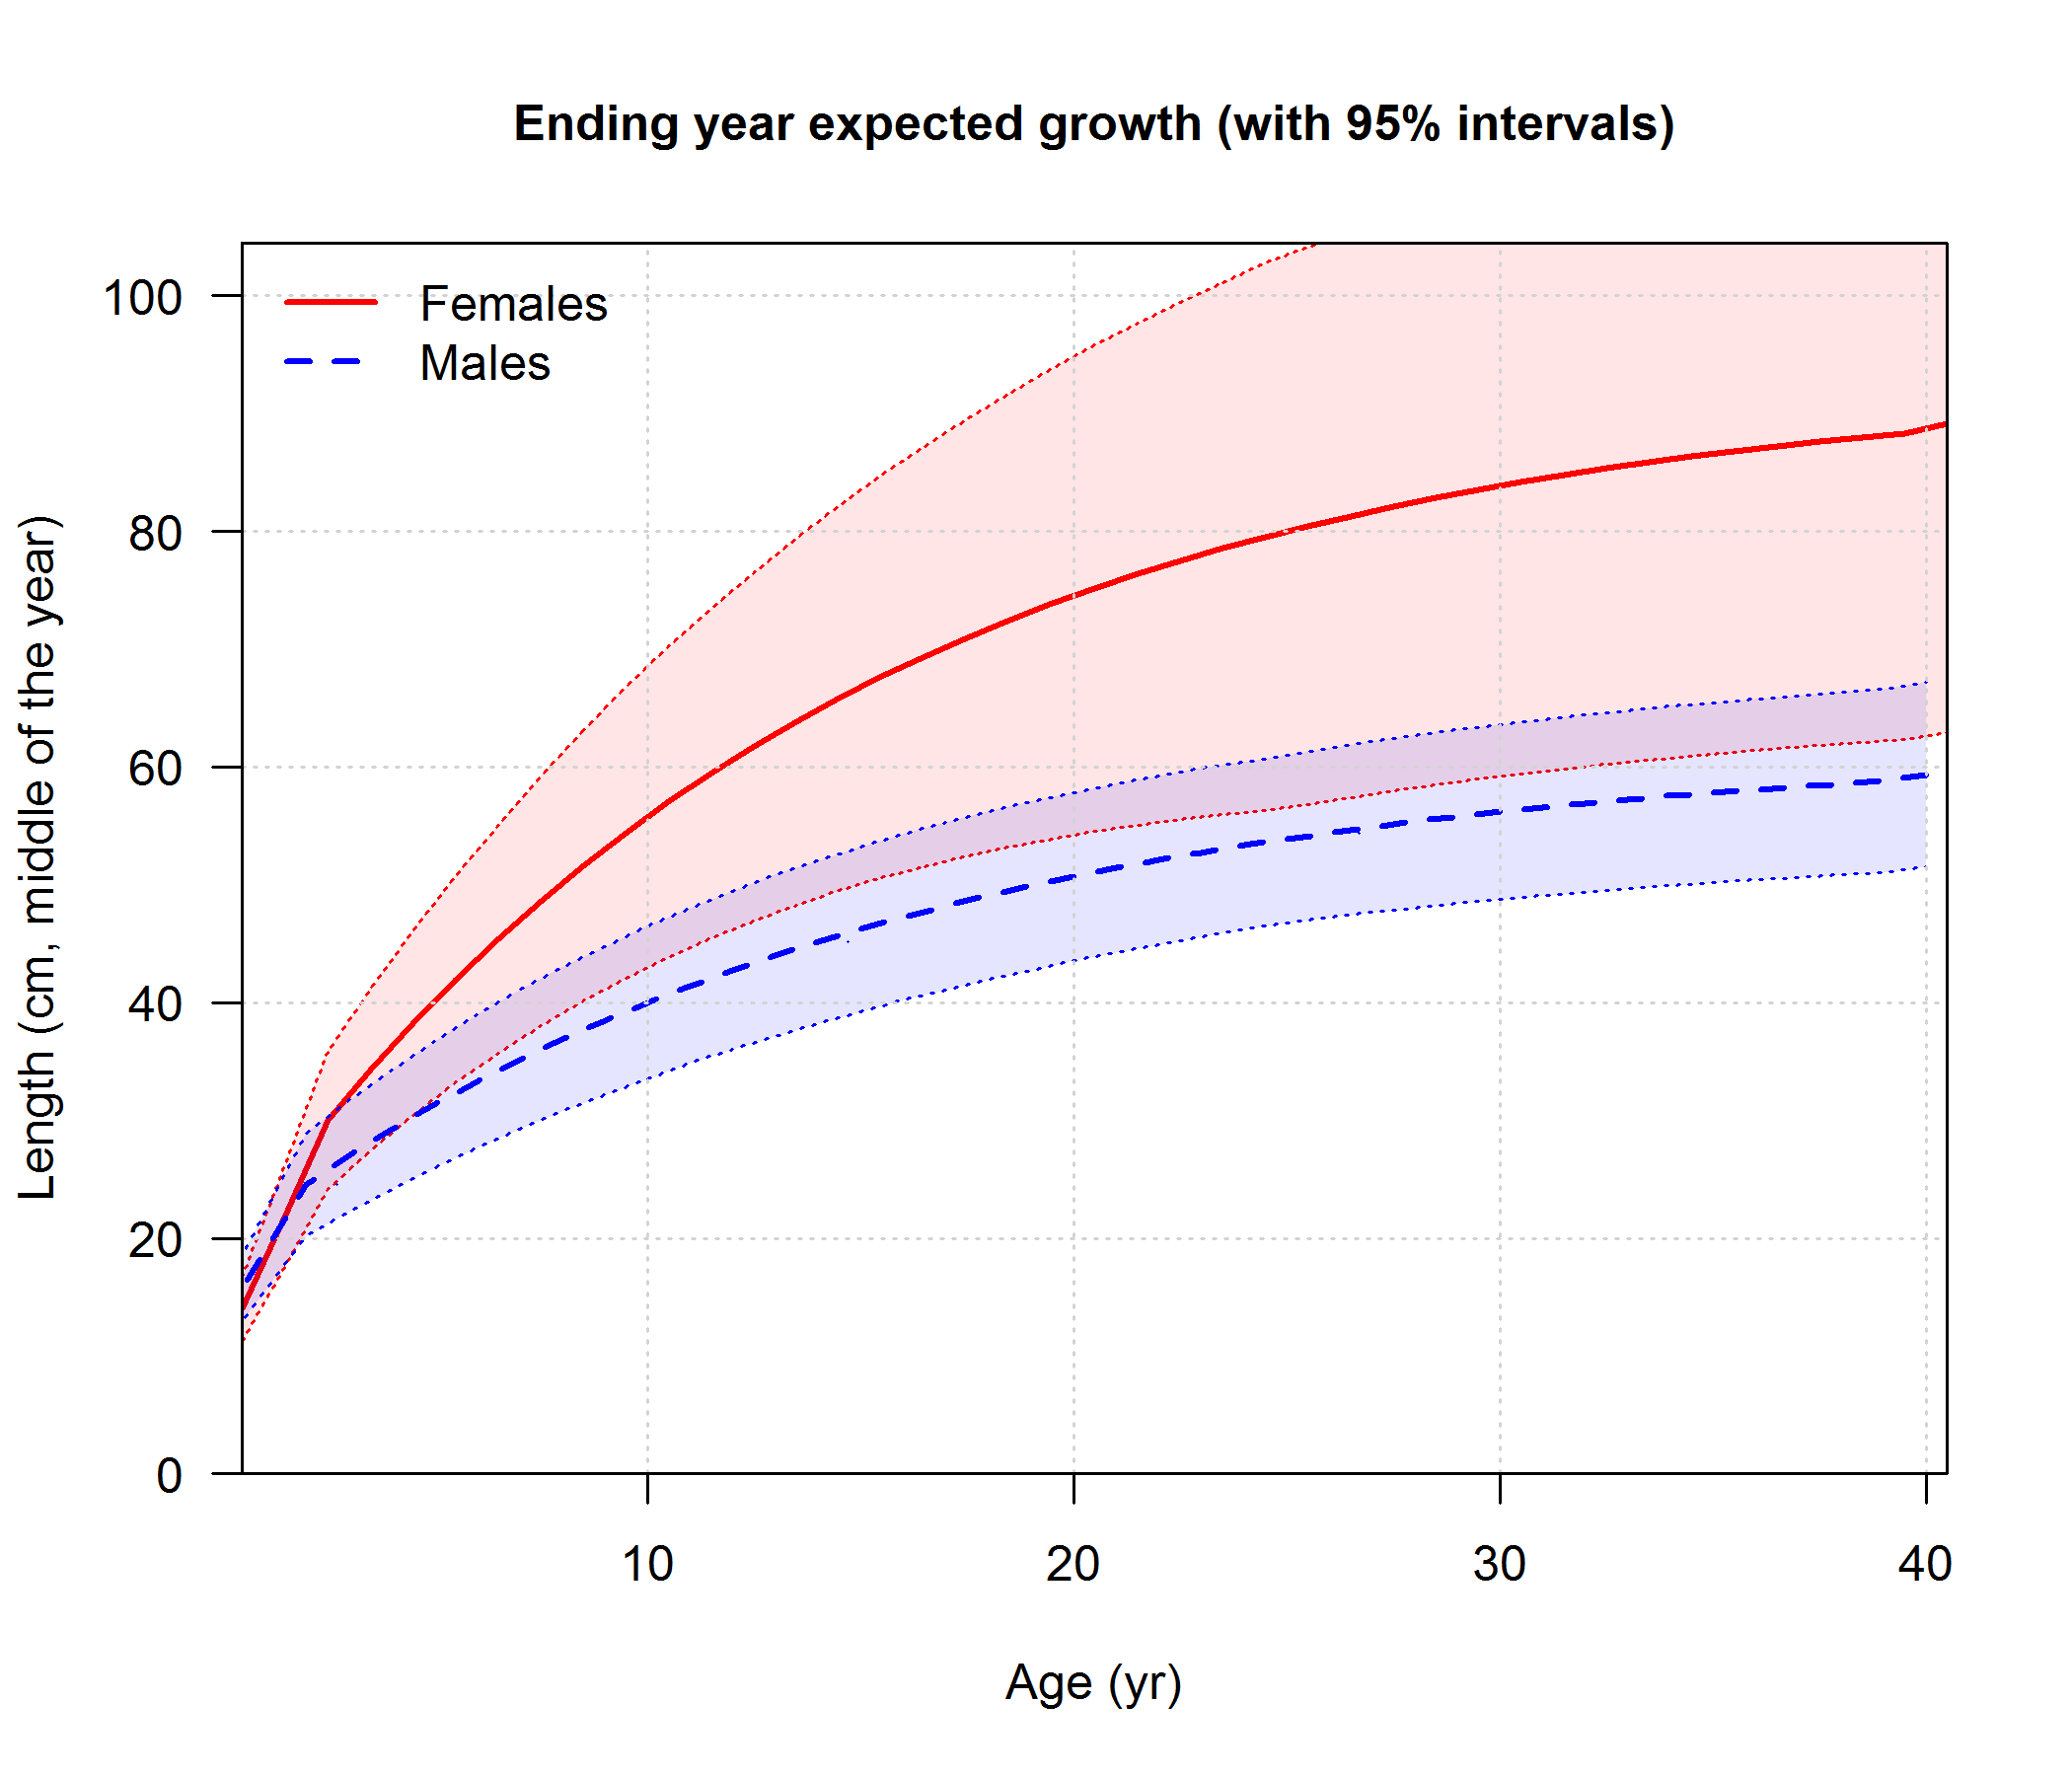 Ending year expected growth (with 95% intervals)
Females
Males
Length (cm, middle of the year)
100
80
60
40
20
0
10 20 30 40
Age (yr)